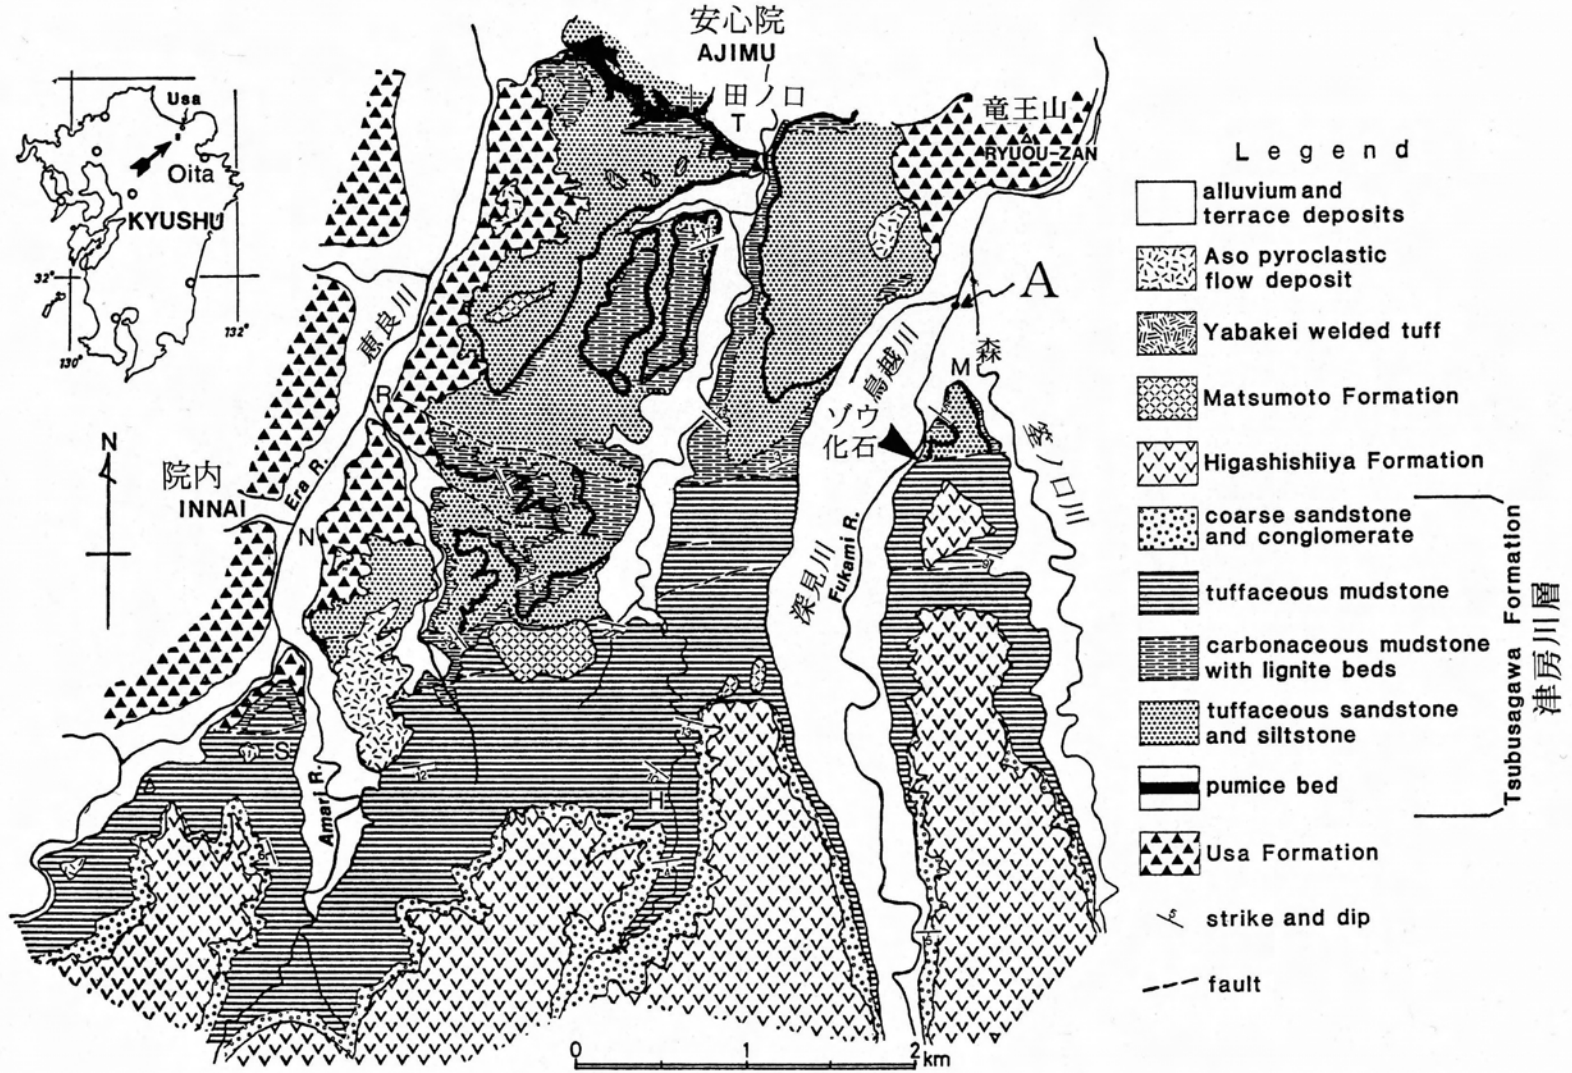 安心院
AJIMU
田ノ口
T
竜王山
RYUOU-ZAN
Usa
Oita
KYUSHU
32°
130°
132°
恵良川
Era R.
R
N
院内
INNAI
N
A
森
M
鳥越川
ゾウ
化石
筌ノ口川
深見川
Fukami R.
S
Amari R.
H
12
13
0
1
2
km
Legend
alluvium and
terrace deposits
Aso pyroclastic
flow deposit
Yabakei welded tuff
Matsumoto Formation
Higashishiiya Formation
coarse sandstone
and conglomerate
tuffaceous mudstone
carbonaceous mudstone
with lignite beds
tuffaceous sandstone
and siltstone
pumice bed
Usa Formation
5
strike and dip
fault
Tsubusagawa Formation
津房川層